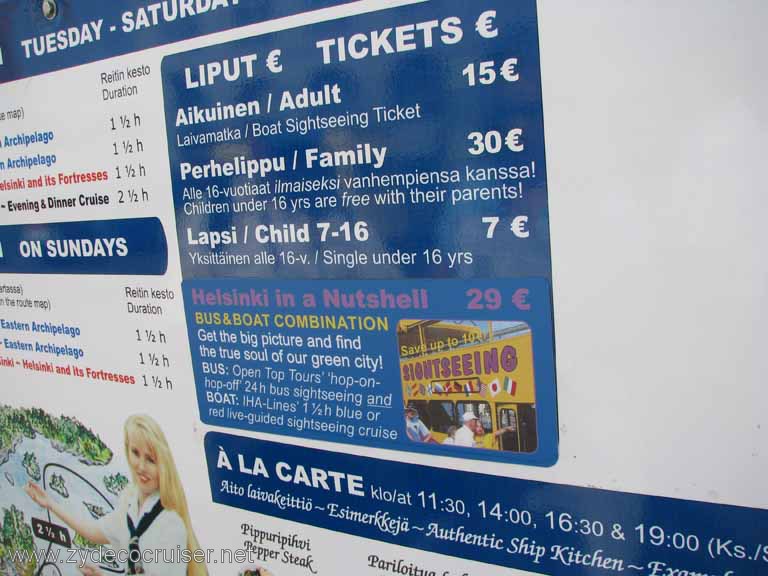 TUESDAY - SATURDAY
Reitin kesto
Duration
map)
Archipelago 1 ½ h
Archipelago 1 ½ h
Helsinki and its Fortresses 1 ½ h
~ Evening & Dinner Cruise 2 ½ h
ON SUNDAYS
Reitin kesto
(in the route map) Duration
Eastern Archipelago 1 ½ h
- Eastern Archipelago 1 ½ h
~ Helsinki and its Fortresses 1 ½ h
2 ½ h
LIPUT € TICKETS €
Aikuinen / Adult 15€
Laivamatka / Boat Sightseeing Ticket
Perhelippu / Family 30€
Alle 16-vuotiaat ilmaiseksi vanhempiensa kanssa!
Children under 16 yrs are free with their parents!
Lapsi / Child 7-16 7 €
Yksittäinen alle 16-v. / Single under 16 yrs
Helsinki in a Nutshell 29 €
BUS&BOAT COMBINATION
Get the big picture and find
the true soul of our green city!
BUS: Open Top Tours' 'hop-on-
hop-off' 24h bus sightseeing and
BOAT: IHA-Lines' 1½h blue or
red live-guided sightseeing cruise
Save up to
SIGHTSEEING
À LA CARTE klo/at 11:30, 14:00, 16:30 & 19:00 (Ks./S
Aito laivakeittiö ~ Esimerkkejä ~ Authentic Ship Kitchen ~
Pippuripihvi
Pepper Steak
www.zydecocruiser.net